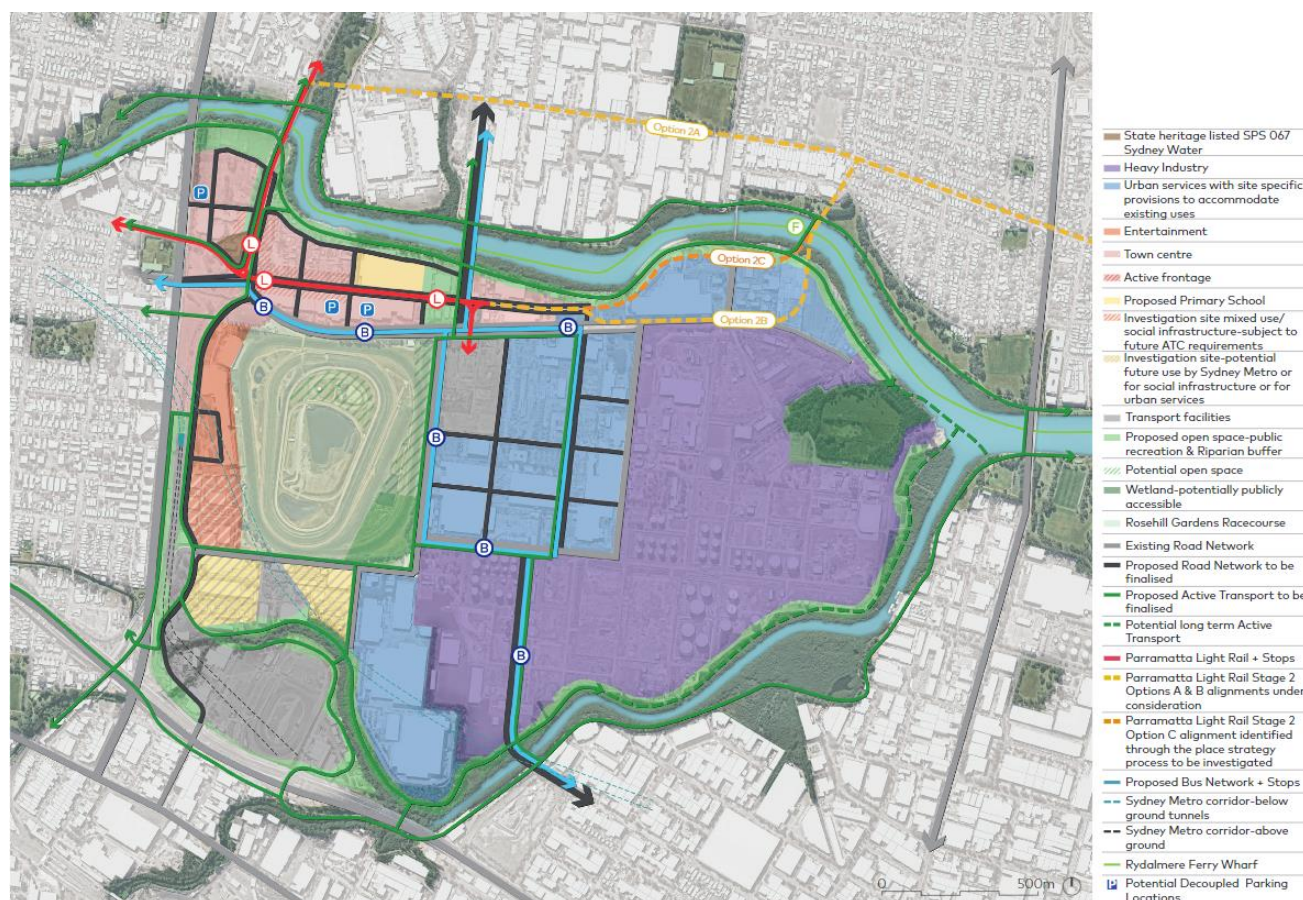 Option 2A
P
F
L
Option 2C
L
L
P
P
B
B
B
Option 2B
B
B
B
0
500m
State heritage listed SPS 067
Sydney Water
Heavy Industry
Urban services with site specific
provisions to accommodate
existing uses
Entertainment
Town centre
Active frontage
Proposed Primary School
Investigation site mixed use/
social infrastructure-subject to
future ATC requirements
Investigation site-potential
future use by Sydney Metro or
for social infrastructure or for
urban services
Transport facilities
Proposed open space-public
recreation & Riparian buffer
Potential open space
Wetland-potentially publicly
accessible
Rosehill Gardens Racecourse
Existing Road Network
Proposed Road Network to be
finalised
Proposed Active Transport to be
finalised
Potential long term Active
Transport
Parramatta Light Rail + Stops
Parramatta Light Rail Stage 2
Options A & B alignments under
consideration
Parramatta Light Rail Stage 2
Option C alignment identified
through the place strategy
process to be investigated
Proposed Bus Network + Stops
Sydney Metro corridor-below
ground tunnels
Sydney Metro corridor-above
ground
Rydalmere Ferry Wharf
P Potential Decoupled Parking
Locations